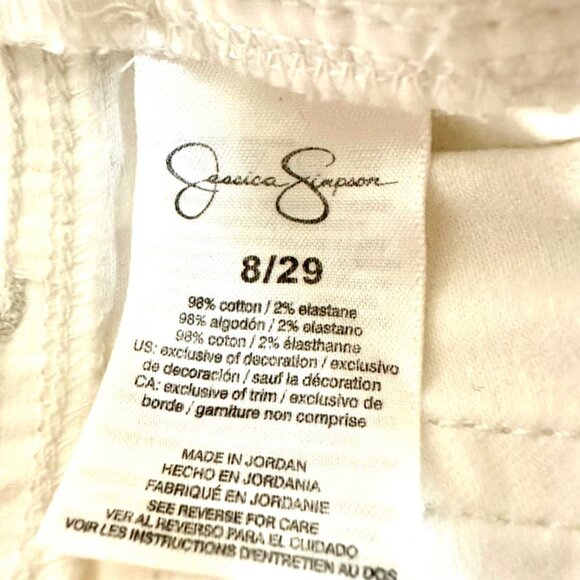 Jessica Simpson
8/29
98% cotton / 2% elastane
98% algodón / 2% elastano
98% coton / 2% élasthanne
US: exclusive of decoration / exclusivo
de decoración / sauf la décoration
CA: exclusive of trim / exclusivo de
borde / garniture non comprise
MADE IN JORDAN
HECHO EN JORDANIA
FABRIQUÉ EN JORDANIE
SEE REVERSE FOR CARE
VER AL REVERSO PARA EL CUIDADO
VOIR LES INSTRUCTIONS D'ENTRETIEN AU DOS